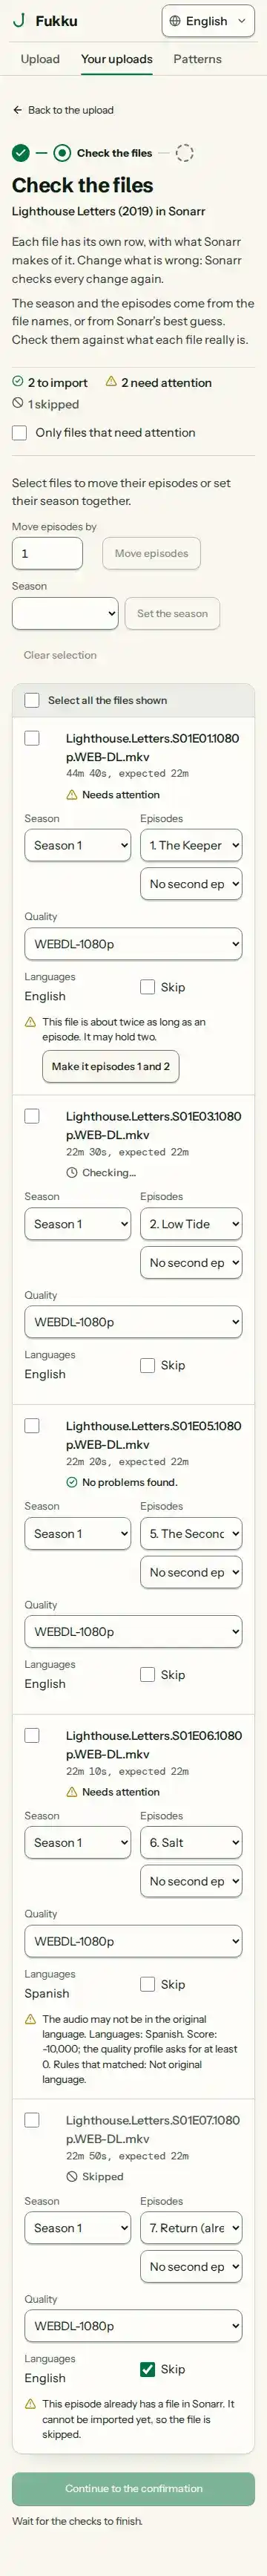 Fukku
English
Upload
Your uploads
Patterns
Back to the upload
Check the files
Check the files
Lighthouse Letters (2019) in Sonarr
Each file has its own row, with what Sonarr
makes of it. Change what is wrong: Sonarr
checks every change again.
The season and the episodes come from the
file names, or from Sonarr's best guess.
Check them against what each file really is.
2 to import
2 need attention
1 skipped
Only files that need attention
Select files to move their episodes or set
their season together.
Move episodes by
1
Move episodes
Season
Set the season
Clear selection
Select all the files shown
Lighthouse.Letters.S01E01.1080
p.WEB-DL.mkv
44m 40s, expected 22m
Needs attention
Season
Episodes
Season 1
1. The Keeper
No second ep
Quality
WEBDL-1080p
Languages
English
Skip
This file is about twice as long as an
episode. It may hold two.
Make it episodes 1 and 2
Lighthouse.Letters.S01E03.1080
p.WEB-DL.mkv
22m 30s, expected 22m
Checking...
Season
Episodes
Season 1
2. Low Tide
No second ep
Quality
WEBDL-1080p
Languages
English
Skip
Lighthouse.Letters.S01E05.1080
p.WEB-DL.mkv
22m 20s, expected 22m
No problems found.
Season
Episodes
Season 1
5. The Second
No second ep
Quality
WEBDL-1080p
Languages
English
Skip
Lighthouse.Letters.S01E06.1080
p.WEB-DL.mkv
22m 10s, expected 22m
Needs attention
Season
Episodes
Season 1
6. Salt
No second ep
Quality
WEBDL-1080p
Languages
Spanish
Skip
The audio may not be in the original
language. Languages: Spanish. Score:
-10,000; the quality profile asks for at least
0. Rules that matched: Not original
language.
Lighthouse.Letters.S01E07.1080
p.WEB-DL.mkv
22m 50s, expected 22m
Skipped
Season
Episodes
Season 1
7. Return (alre
No second ep
Quality
WEBDL-1080p
Languages
English
Skip
This episode already has a file in Sonarr. It
cannot be imported yet, so the file is
skipped.
Continue to the confirmation
Wait for the checks to finish.